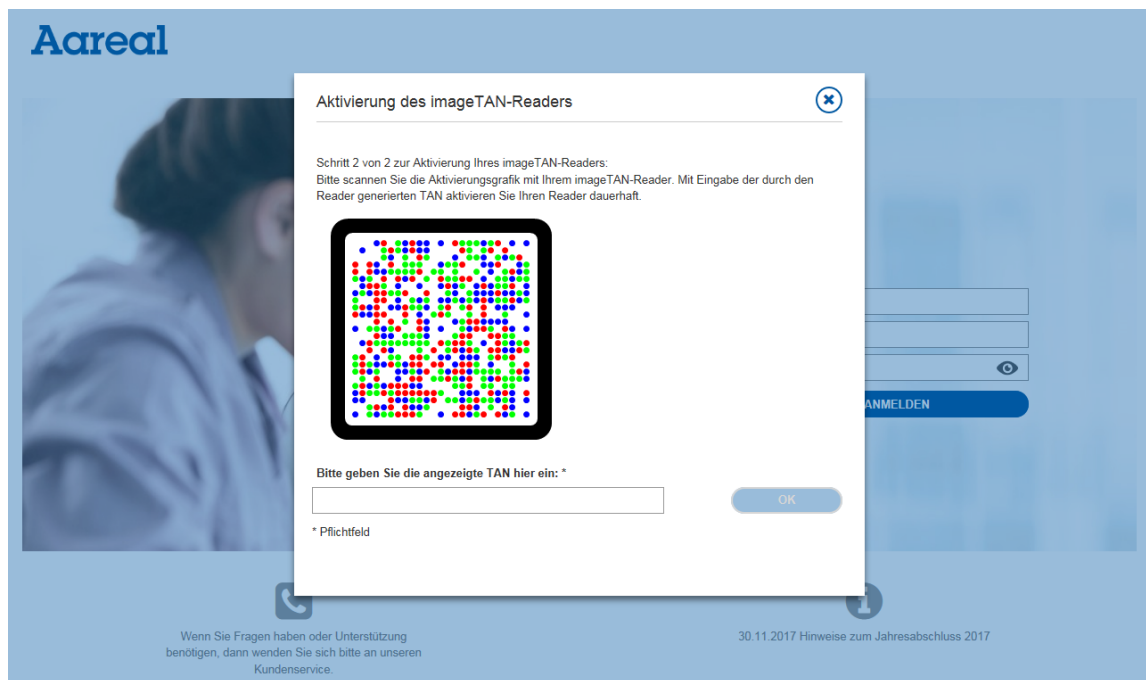 Aareal
Aktivierung des imageTAN-Readers
Schritt 2 von 2 zur Aktivierung Ihres imageTAN-Readers:
Bitte scannen Sie die Aktivierungsgrafik mit Ihrem imageTAN-Reader. Mit Eingabe der durch den
Reader generierten TAN aktivieren Sie Ihren Reader dauerhaft.
ANMELDEN
Bitte geben Sie die angezeigte TAN hier ein: *
OK
* Pflichtfeld
Wenn Sie Fragen haben oder Unterstützung
benötigen, dann wenden Sie sich bitte an unseren
Kundenservice.
30.11.2017 Hinweise zum Jahresabschluss 2017